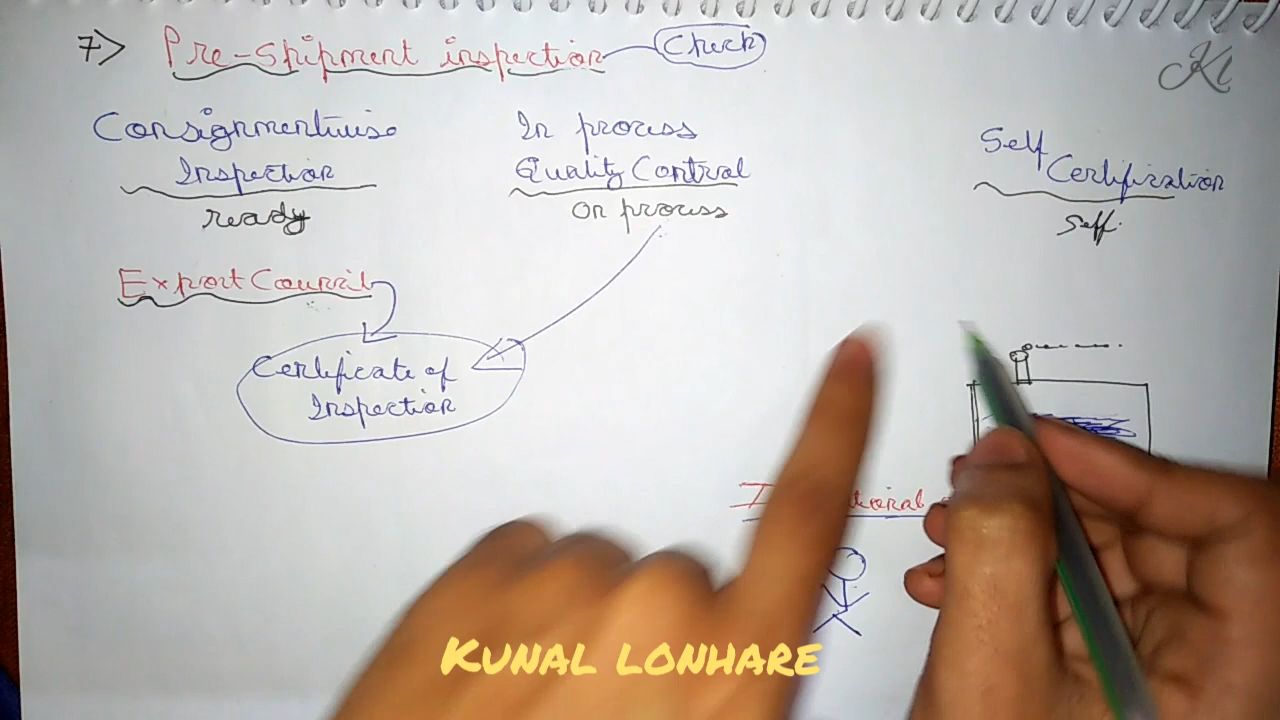 7> Pre-Shipment inspection Check
Kl
Consignmentwise
Inspection
ready
In process
Quality Control
On process
Self
Certification
Self.
Export Council
Certificate of
Inspection
KUNAL LONHARE